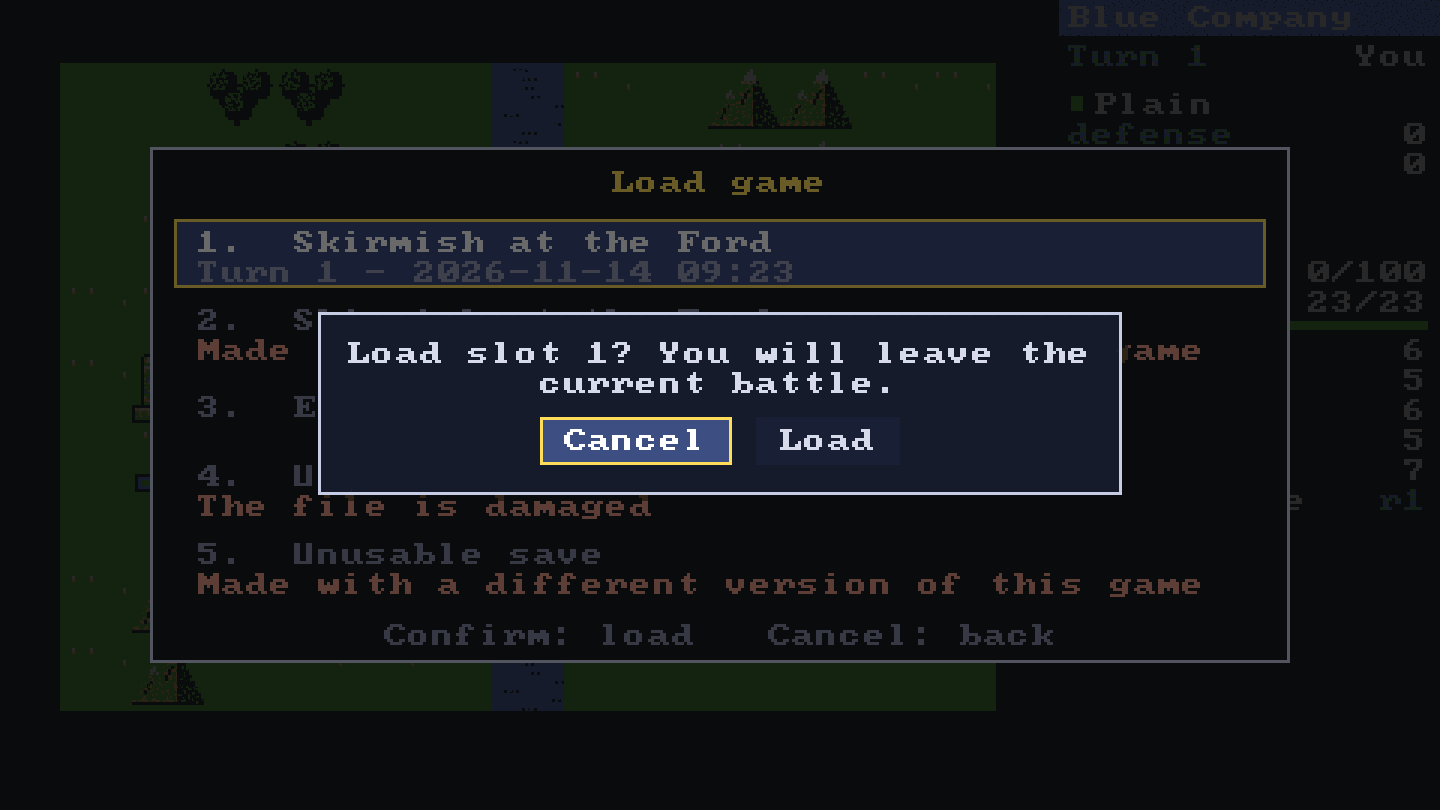 Blue Company
Turn 1 You
Plain
defense 0
0
Load game
1. Skirmish at the Ford
Turn 1 - 2026-11-14 09:23
0/100
23/23
2.
Made game
6
5
3.
6
5
4.
7
The file is damaged
r1
5. Unusable save
Made with a different version of this game
Confirm: load Cancel: back
Load slot 1? You will leave the
current battle.
Cancel Load